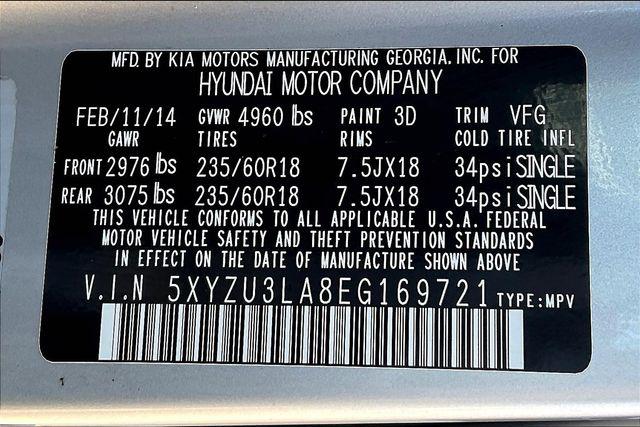 MFD. BY KIA MOTORS MANUFACTURING GEORGIA. INC. FOR
HYUNDAI MOTOR COMPANY
FEB/11/14 GVWR 4960 lbs PAINT 3D TRIM VFG
GAWR TIRES RIMS COLD TIRE INFL
FRONT 2976 lbs 235/60R18 7.5JX18 34psi SINGLE
REAR 3075 lbs 235/60R18 7.5JX18 34psi SINGLE
THIS VEHICLE CONFORMS TO ALL APPLICABLE U.S.A. FEDERAL
MOTOR VEHICLE SAFETY AND THEFT PREVENTION STANDARDS
IN EFFECT ON THE DATE OF MANUFACTURE SHOWN ABOVE
V.I.N 5XYZU3LA8EG169721 TYPE:MPV